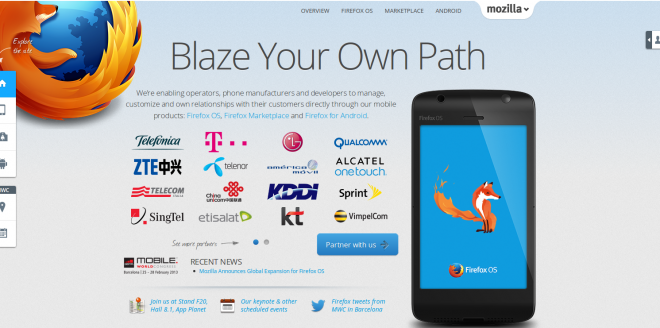 OVERVIEW FIREFOX OS MARKETPLACE ANDROID mozilla
Explore
the site
Blaze Your Own Path
We're enabling operators, phone manufacturers and developers to manage,
customize and own relationships with their customers directly through our mobile
products: Firefox OS, Firefox Marketplace and Firefox for Android.
Firefox OS
Telefónica T LG QUALCOMM
ZTE中兴 telenor américa móvil ALCATEL onetouch
TELECOM ITALIA China unicom中国联通 KDDI Sprint
SingTel etisalat kt VimpelCom
See more partners
Partner with us
MWC
MOBILE
WORLD CONGRESS
Barcelona | 25 - 28 February 2013
RECENT NEWS
Mozilla Announces Global Expansion for Firefox OS
Firefox OS
Join us at Stand F20,
Hall 8.1, App Planet
Our keynote & other
scheduled events
Firefox tweets from
MWC in Barcelona